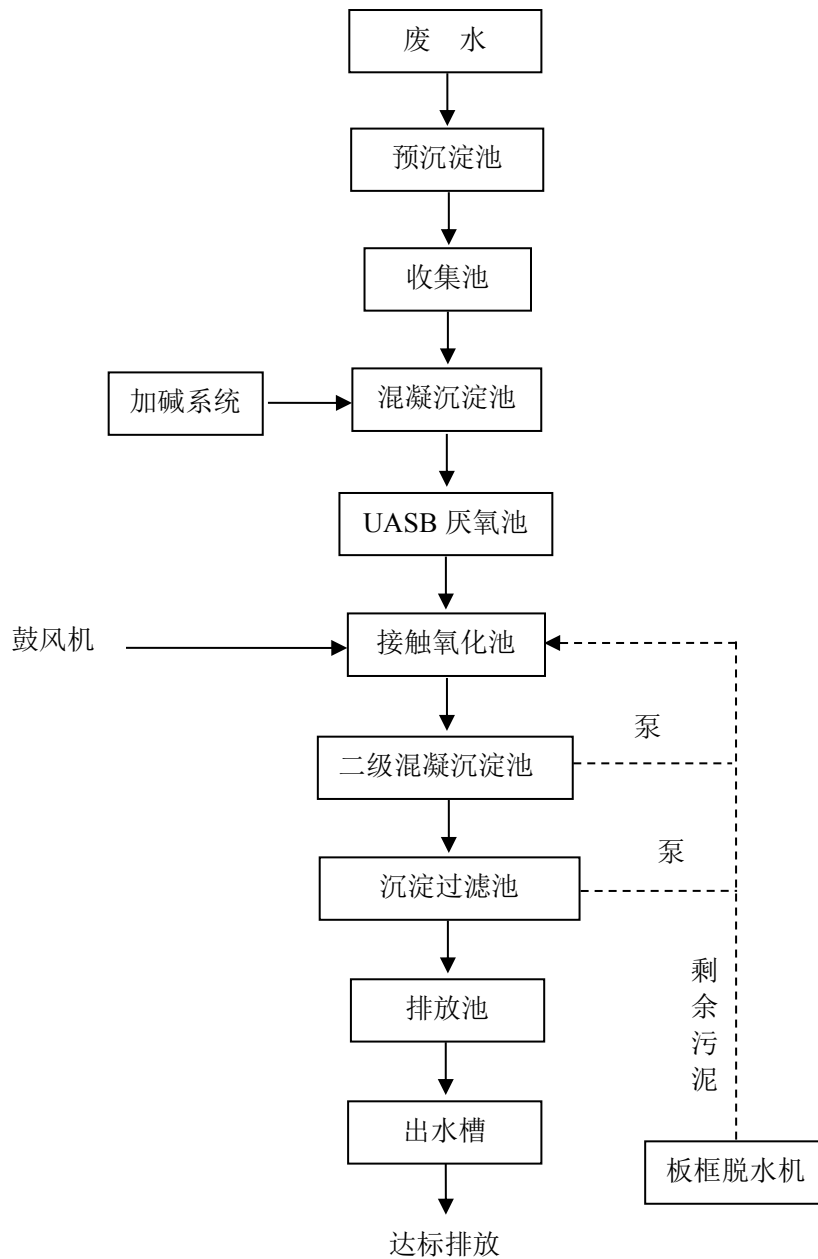 废 水
预沉淀池
收集池
加碱系统
混凝沉淀池
UASB 厌氧池
鼓风机
接触氧化池
泵
二级混凝沉淀池
泵
沉淀过滤池
剩余污泥
排放池
出水槽
板框脱水机
达标排放